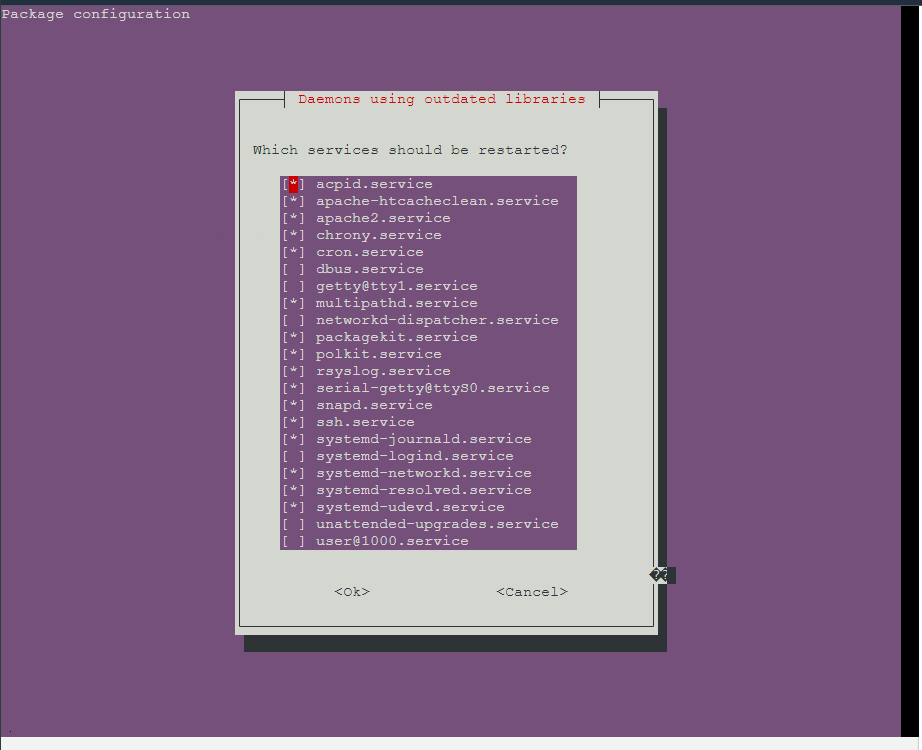 Package configuration
Daemons using outdated libraries
Which services should be restarted?
[*] acpid.service
[*] apache-htcacheclean.service
[*] apache2.service
[*] chrony.service
[*] cron.service
[ ] dbus.service
[ ] getty@tty1.service
[*] multipathd.service
[ ] networkd-dispatcher.service
[*] packagekit.service
[*] polkit.service
[*] rsyslog.service
[*] serial-getty@ttyS0.service
[*] snapd.service
[*] ssh.service
[*] systemd-journald.service
[ ] systemd-logind.service
[*] systemd-networkd.service
[*] systemd-resolved.service
[*] systemd-udevd.service
[ ] unattended-upgrades.service
[ ] user@1000.service
<Ok> <Cancel>